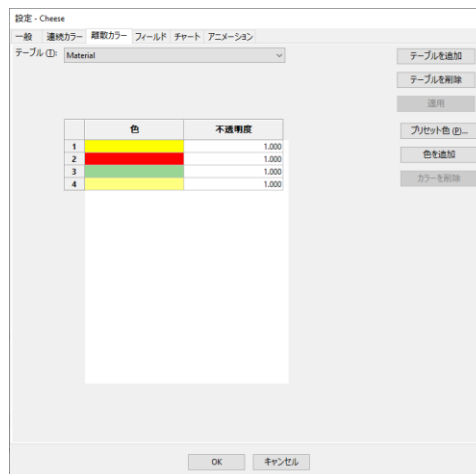 設定 - Cheese
一般 連続カラー 離散カラー フィールド チャート アニメーション
テーブル (T): Material
テーブルを追加
テーブルを削除
適用
プリセット色 (P)...
色を追加
カラーを削除
色 不透明度
1 1.000
2 1.000
3 1.000
4 1.000
OK キャンセル